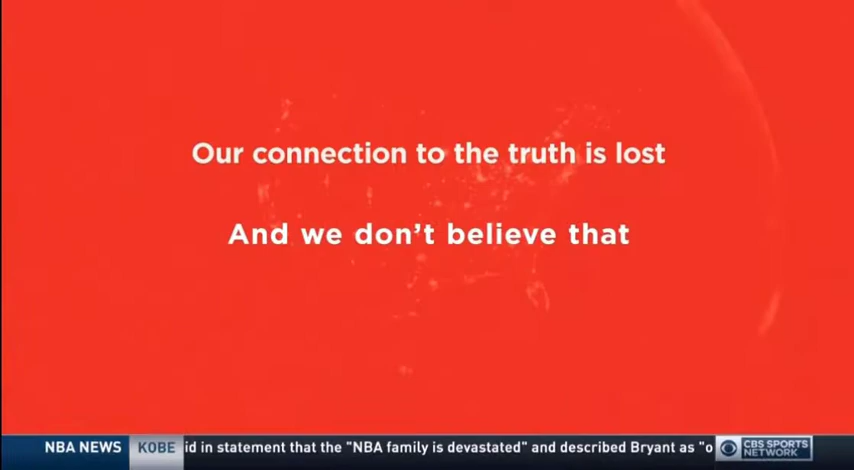 Our connection to the truth is lost
And we don't believe that
NBA NEWS KOBE id in statement that the "NBA family is devastated" and described Bryant as "o
CBS SPORTS
NETWORK